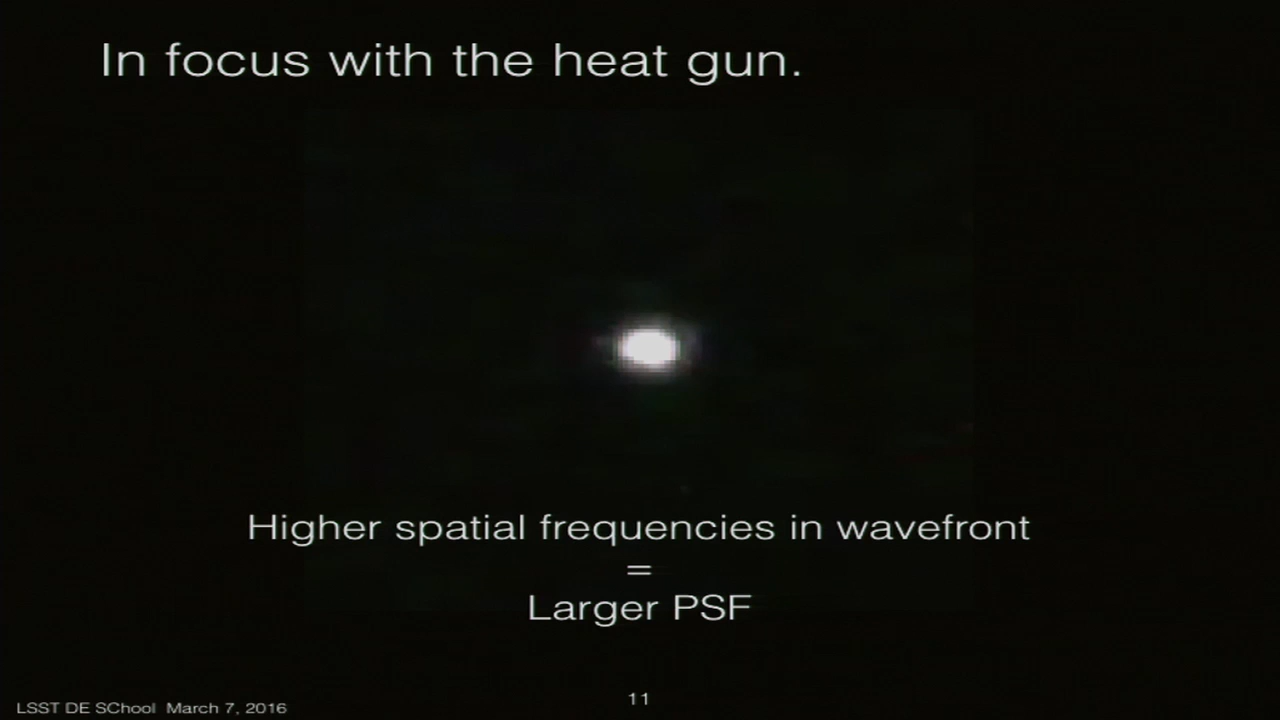 In focus with the heat gun.
Higher spatial frequencies in wavefront
=
Larger PSF
LSST DE SChool March 7, 2016
11